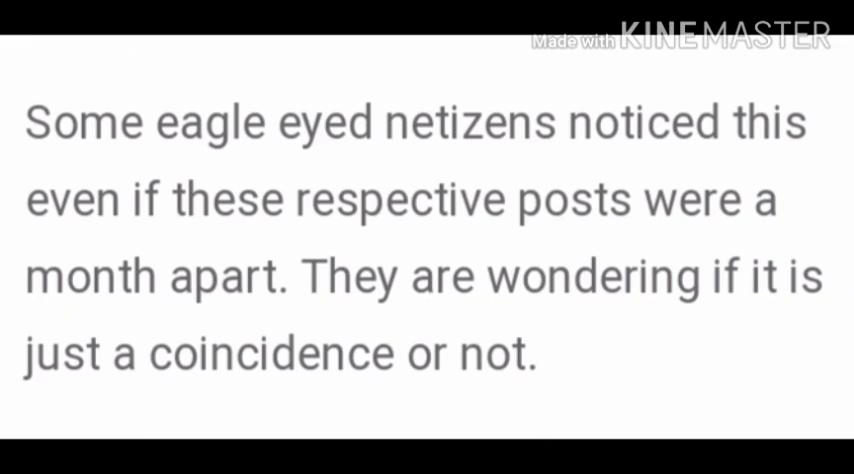 Made with KINEMASTER
Some eagle eyed netizens noticed this
even if these respective posts were a
month apart. They are wondering if it is
just a coincidence or not.